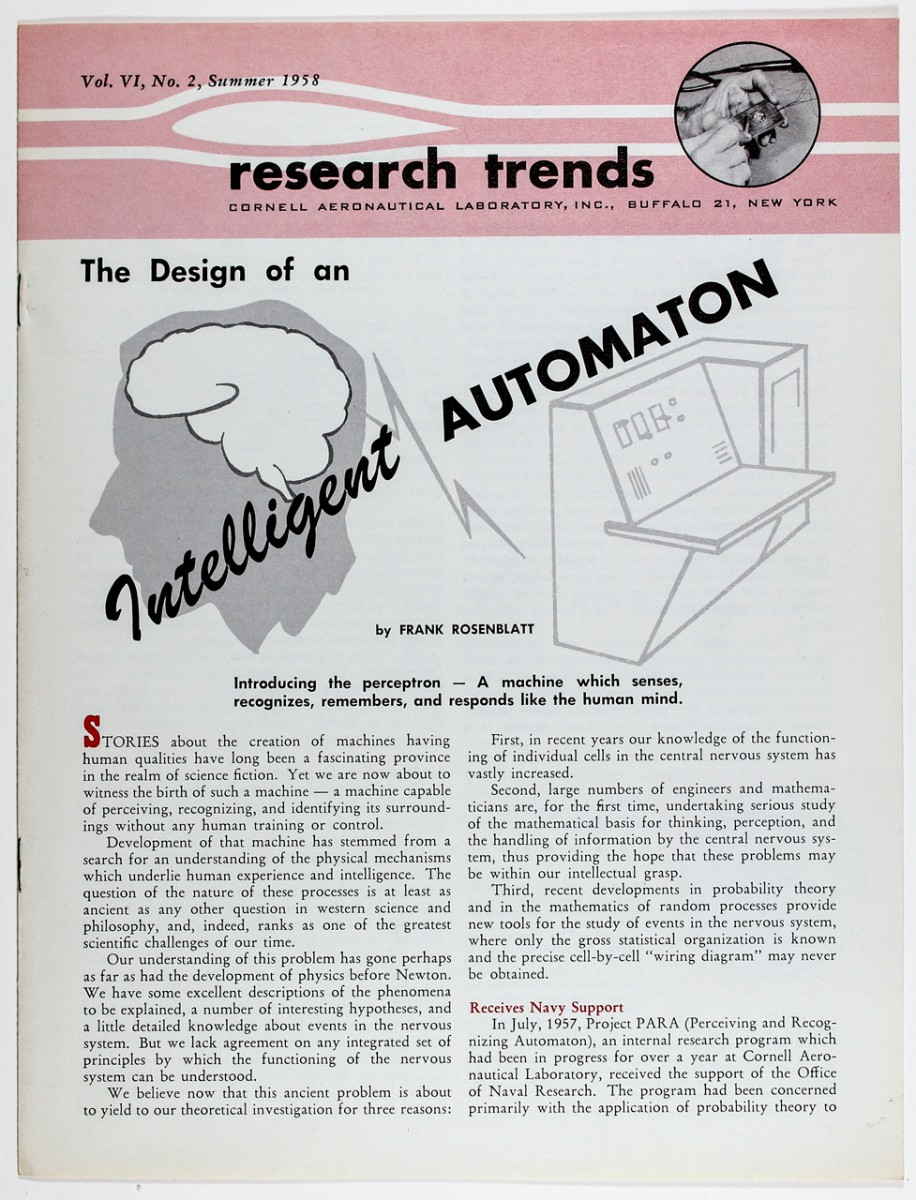 Vol. VI, No. 2, Summer 1958
research trends
CORNELL AERONAUTICAL LABORATORY, INC., BUFFALO 21, NEW YORK
The Design of an
Intelligent
AUTOMATON
by FRANK ROSENBLATT
Introducing the perceptron — A machine which senses,
recognizes, remembers, and responds like the human mind.
STORIES about the creation of machines having
human qualities have long been a fascinating province
in the realm of science fiction. Yet we are now about to
witness the birth of such a machine — a machine capable
of perceiving, recognizing, and identifying its surround-
ings without any human training or control.
Development of that machine has stemmed from a
search for an understanding of the physical mechanisms
which underlie human experience and intelligence. The
question of the nature of these processes is at least as
ancient as any other question in western science and
philosophy, and, indeed, ranks as one of the greatest
scientific challenges of our time.
Our understanding of this problem has gone perhaps
as far as had the development of physics before Newton.
We have some excellent descriptions of the phenomena
to be explained, a number of interesting hypotheses, and
a little detailed knowledge about events in the nervous
system. But we lack agreement on any integrated set of
principles by which the functioning of the nervous
system can be understood.
We believe now that this ancient problem is about
to yield to our theoretical investigation for three reasons:
First, in recent years our knowledge of the function-
ing of individual cells in the central nervous system has
vastly increased.
Second, large numbers of engineers and mathema-
ticians are, for the first time, undertaking serious study
of the mathematical basis for thinking, perception, and
the handling of information by the central nervous sys-
tem, thus providing the hope that these problems may
be within our intellectual grasp.
Third, recent developments in probability theory
and in the mathematics of random processes provide
new tools for the study of events in the nervous system,
where only the gross statistical organization is known
and the precise cell-by-cell “wiring diagram” may never
be obtained.
Receives Navy Support
In July, 1957, Project PARA (Perceiving and Recog-
nizing Automaton), an internal research program which
had been in progress for over a year at Cornell Aero-
nautical Laboratory, received the support of the Office
of Naval Research. The program had been concerned
primarily with the application of probability theory to